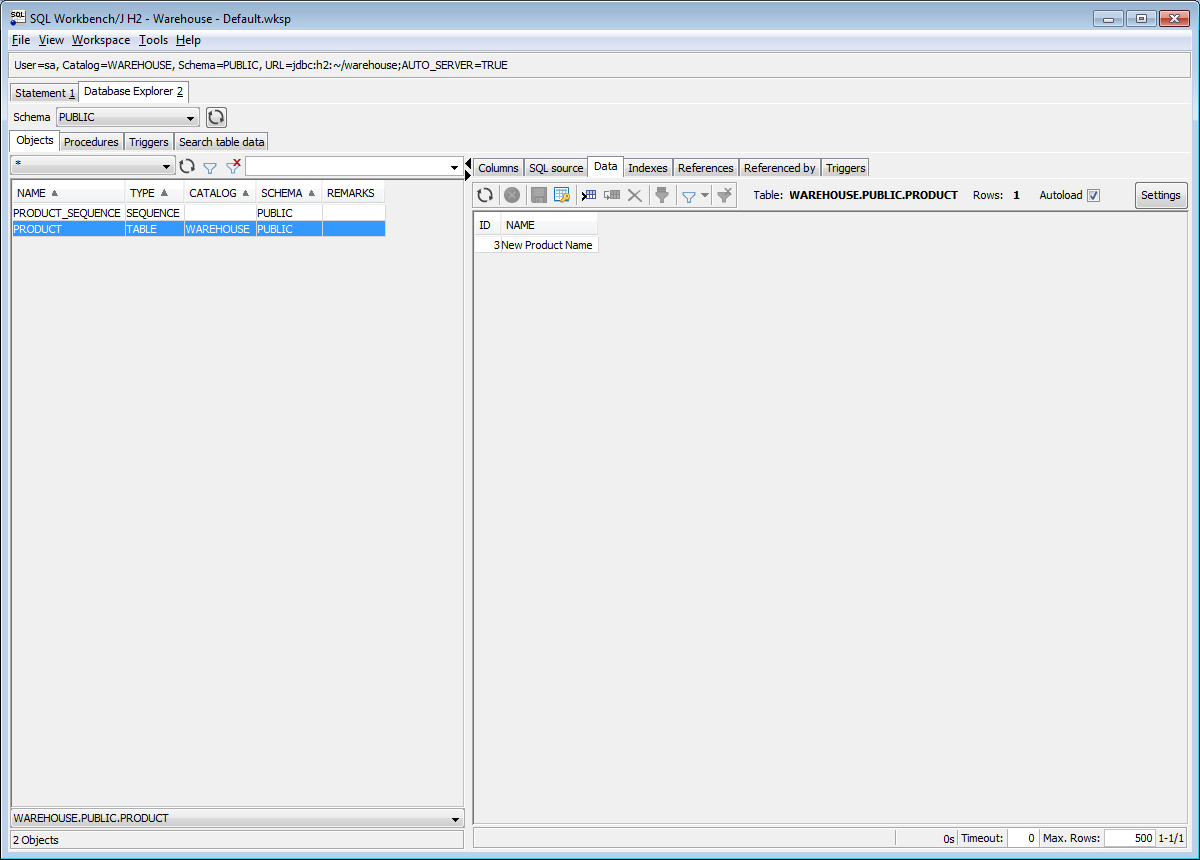 SQL Workbench/J H2 - Warehouse - Default.wksp
File View Workspace Tools Help
User=sa, Catalog=WAREHOUSE, Schema=PUBLIC, URL=jdbc:h2:~/warehouse;AUTO_SERVER=TRUE
Statement 1 Database Explorer 2
Schema PUBLIC
Objects Procedures Triggers Search table data
*
NAME TYPE CATALOG SCHEMA REMARKS
PRODUCT_SEQUENCE SEQUENCE PUBLIC
PRODUCT TABLE WAREHOUSE PUBLIC
WAREHOUSE.PUBLIC.PRODUCT
2 Objects
Columns SQL source Data Indexes References Referenced by Triggers
Table: WAREHOUSE.PUBLIC.PRODUCT Rows: 1 Autoload Settings
ID NAME
3 New Product Name
0s Timeout: 0 Max. Rows: 500 1-1/1